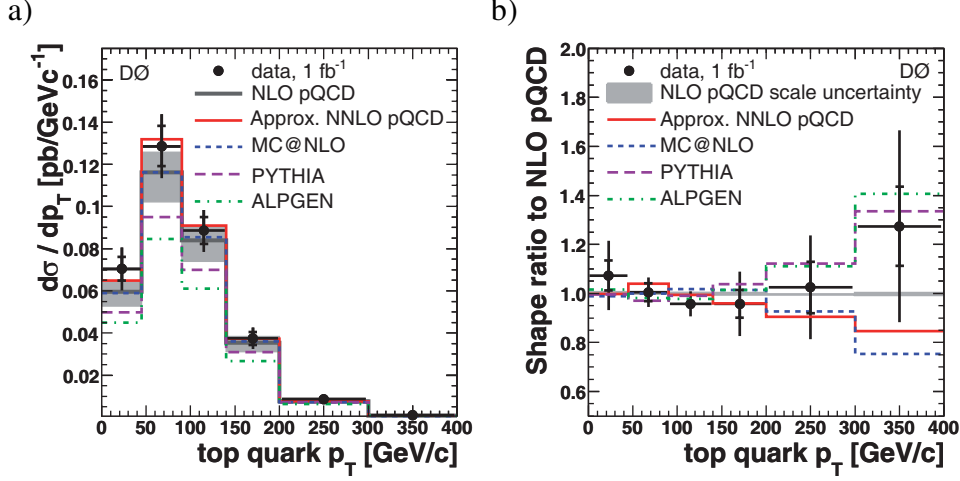 a)
dσ / dp_T [pb/GeVc⁻¹]
0.16
0.14
0.12
0.10
0.08
0.06
0.04
0.02
DØ
data, 1 fb⁻¹
NLO pQCD
Approx. NNLO pQCD
MC@NLO
PYTHIA
ALPGEN
0 50 100 150 200 250 300 350 400
top quark p_T [GeV/c]
b)
Shape ratio to NLO pQCD
2.0
1.8
1.6
1.4
1.2
1.0
0.8
0.6
data, 1 fb⁻¹
DØ
NLO pQCD scale uncertainty
Approx. NNLO pQCD
MC@NLO
PYTHIA
ALPGEN
0 50 100 150 200 250 300 350 400
top quark p_T [GeV/c]